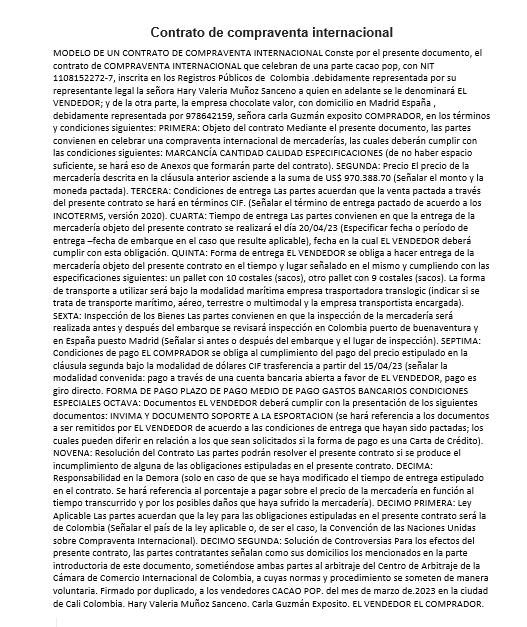 Contrato de compraventa internacional
MODELO DE UN CONTRATO DE COMPRAVENTA INTERNACIONAL Conste por el presente documento, el
contrato de COMPRAVENTA INTERNACIONAL que celebran de una parte cacao pop, con NIT
1108152272-7, inscrita en los Registros Públicos de Colombia .debidamente representada por su
representante legal la señora Hary Valeria Muñoz Sanceno a quien en adelante se le denominará EL
VENDEDOR; y de la otra parte, la empresa chocolate valor, con domicilio en Madrid España ,
debidamente representada por 978642159, señora carla Guzmán exposito COMPRADOR, en los términos
y condiciones siguientes: PRIMERA: Objeto del contrato Mediante el presente documento, las partes
convienen en celebrar una compraventa internacional de mercaderías, las cuales deberán cumplir con
las condiciones siguientes: MARCANCÍA CANTIDAD CALIDAD ESPECIFICACIONES (de no haber espacio
suficiente, se hará eso de Anexos que formarán parte del contrato). SEGUNDA: Precio El precio de la
mercadería descrita en la cláusula anterior asciende a la suma de US$ 970.388.70 (Señalar el monto y la
moneda pactada). TERCERA: Condiciones de entrega Las partes acuerdan que la venta pactada a través
del presente contrato se hará en términos CIF. (Señalar el término de entrega pactado de acuerdo a los
INCOTERMS, versión 2020). CUARTA: Tiempo de entrega Las partes convienen en que la entrega de la
mercadería objeto del presente contrato se realizará el día 20/04/23 (Especificar fecha o período de
entrega –fecha de embarque en el caso que resulte aplicable), fecha en la cual EL VENDEDOR deberá
cumplir con esta obligación. QUINTA: Forma de entrega EL VENDEDOR se obliga a hacer entrega de la
mercadería objeto del presente contrato en el tiempo y lugar señalado en el mismo y cumpliendo con las
especificaciones siguientes: un pallet con 10 costales (sacos), otro pallet con 9 costales (sacos). La forma
de transporte a utilizar será bajo la modalidad marítima empresa trasportadora translogic (indicar si se
trata de transporte marítimo, aéreo, terrestre o multimodal y la empresa transportista encargada).
SEXTA: Inspección de los Bienes Las partes convienen en que la inspección de la mercadería será
realizada antes y después del embarque se revisará inspección en Colombia puerto de buenaventura y
en España puesto Madrid (Señalar si antes o después del embarque y el lugar de inspección). SEPTIMA:
Condiciones de pago EL COMPRADOR se obliga al cumplimiento del pago del precio estipulado en la
cláusula segunda bajo la modalidad de dólares CIF trasferencia a partir del 15/04/23 (señalar la
modalidad convenida: pago a través de una cuenta bancaria abierta a favor de EL VENDEDOR, pago es
giro directo. FORMA DE PAGO PLAZO DE PAGO MEDIO DE PAGO GASTOS BANCARIOS CONDICIONES
ESPECIALES OCTAVA: Documentos EL VENDEDOR deberá cumplir con la presentación de los siguientes
documentos: INVIMA Y DOCUMENTO SOPORTE A LA ESPORTACION (se hará referencia a los documentos
a ser remitidos por EL VENDEDOR de acuerdo a las condiciones de entrega que hayan sido pactadas; los
cuales pueden diferir en relación a los que sean solicitados si la forma de pago es una Carta de Crédito).
NOVENA: Resolución del Contrato Las partes podrán resolver el presente contrato si se produce el
incumplimiento de alguna de las obligaciones estipuladas en el presente contrato. DECIMA:
Responsabilidad en la Demora (solo en caso de que se haya modificado el tiempo de entrega estipulado
en el contrato. Se hará referencia al porcentaje a pagar sobre el precio de la mercadería en función al
tiempo transcurrido y por los posibles daños que haya sufrido la mercadería). DECIMO PRIMERA: Ley
Aplicable Las partes acuerdan que la ley para las obligaciones estipuladas en el presente contrato será la
de Colombia (Señalar el país de la ley aplicable o, de ser el caso, la Convención de las Naciones Unidas
sobre Compraventa Internacional). DECIMO SEGUNDA: Solución de Controversias Para los efectos del
presente contrato, las partes contratantes señalan como sus domicilios los mencionados en la parte
introductoria de este documento, sometiéndose ambas partes al arbitraje del Centro de Arbitraje de la
Cámara de Comercio Internacional de Colombia, a cuyas normas y procedimiento se someten de manera
voluntaria. Firmado por duplicado, a los vendedores CACAO POP. del mes de marzo de.2023 en la ciudad
de Cali Colombia. Hary Valeria Muñoz Sanceno. Carla Guzmán Exposito. EL VENDEDOR EL COMPRADOR.